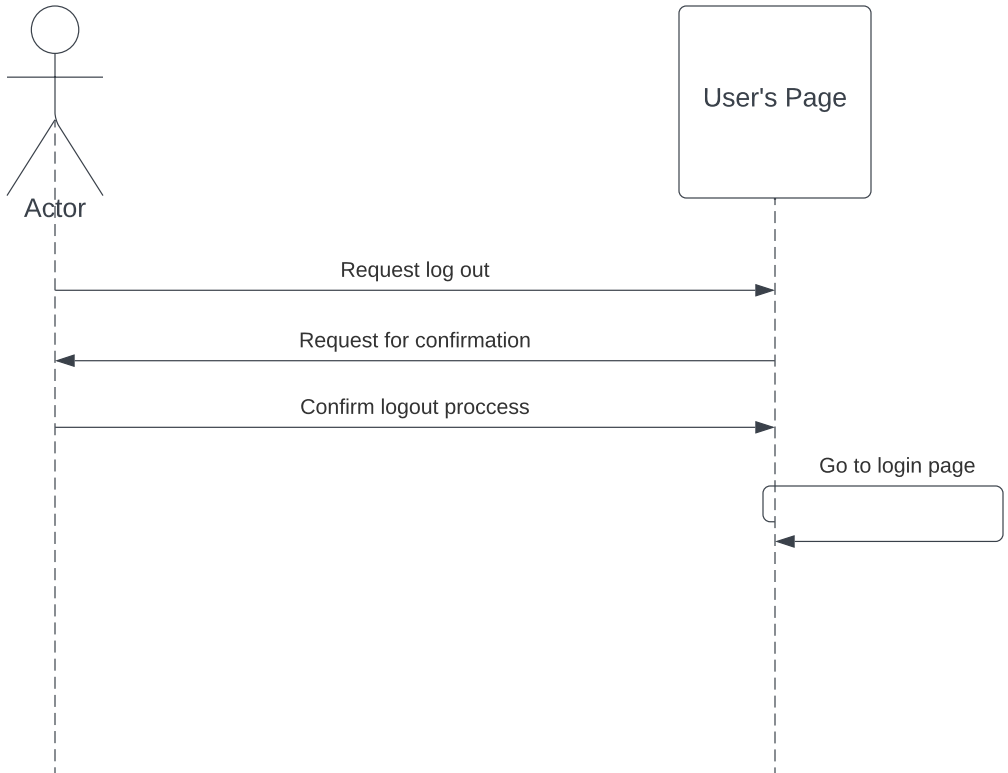 User's Page
Actor
Request log out
Request for confirmation
Confirm logout proccess
Go to login page